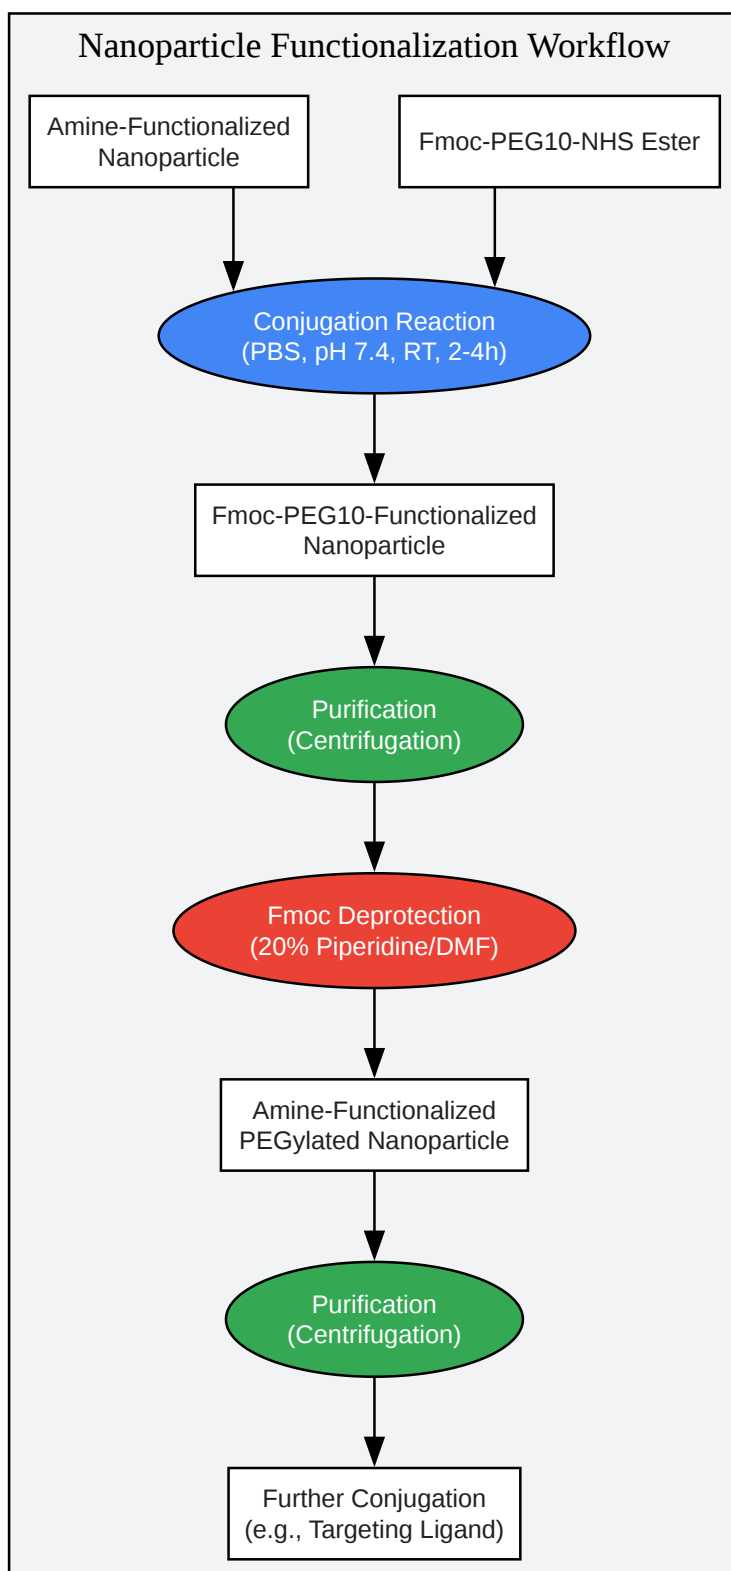 Nanoparticle Functionalization Workflow
Amine-Functionalized
Nanoparticle
Fmoc-PEG10-NHS Ester
Conjugation Reaction
(PBS, pH 7.4, RT, 2-4h)
Fmoc-PEG10-Functionalized
Nanoparticle
Purification
(Centrifugation)
Fmoc Deprotection
(20% Piperidine/DMF)
Amine-Functionalized
PEGylated Nanoparticle
Purification
(Centrifugation)
Further Conjugation
(e.g., Targeting Ligand)